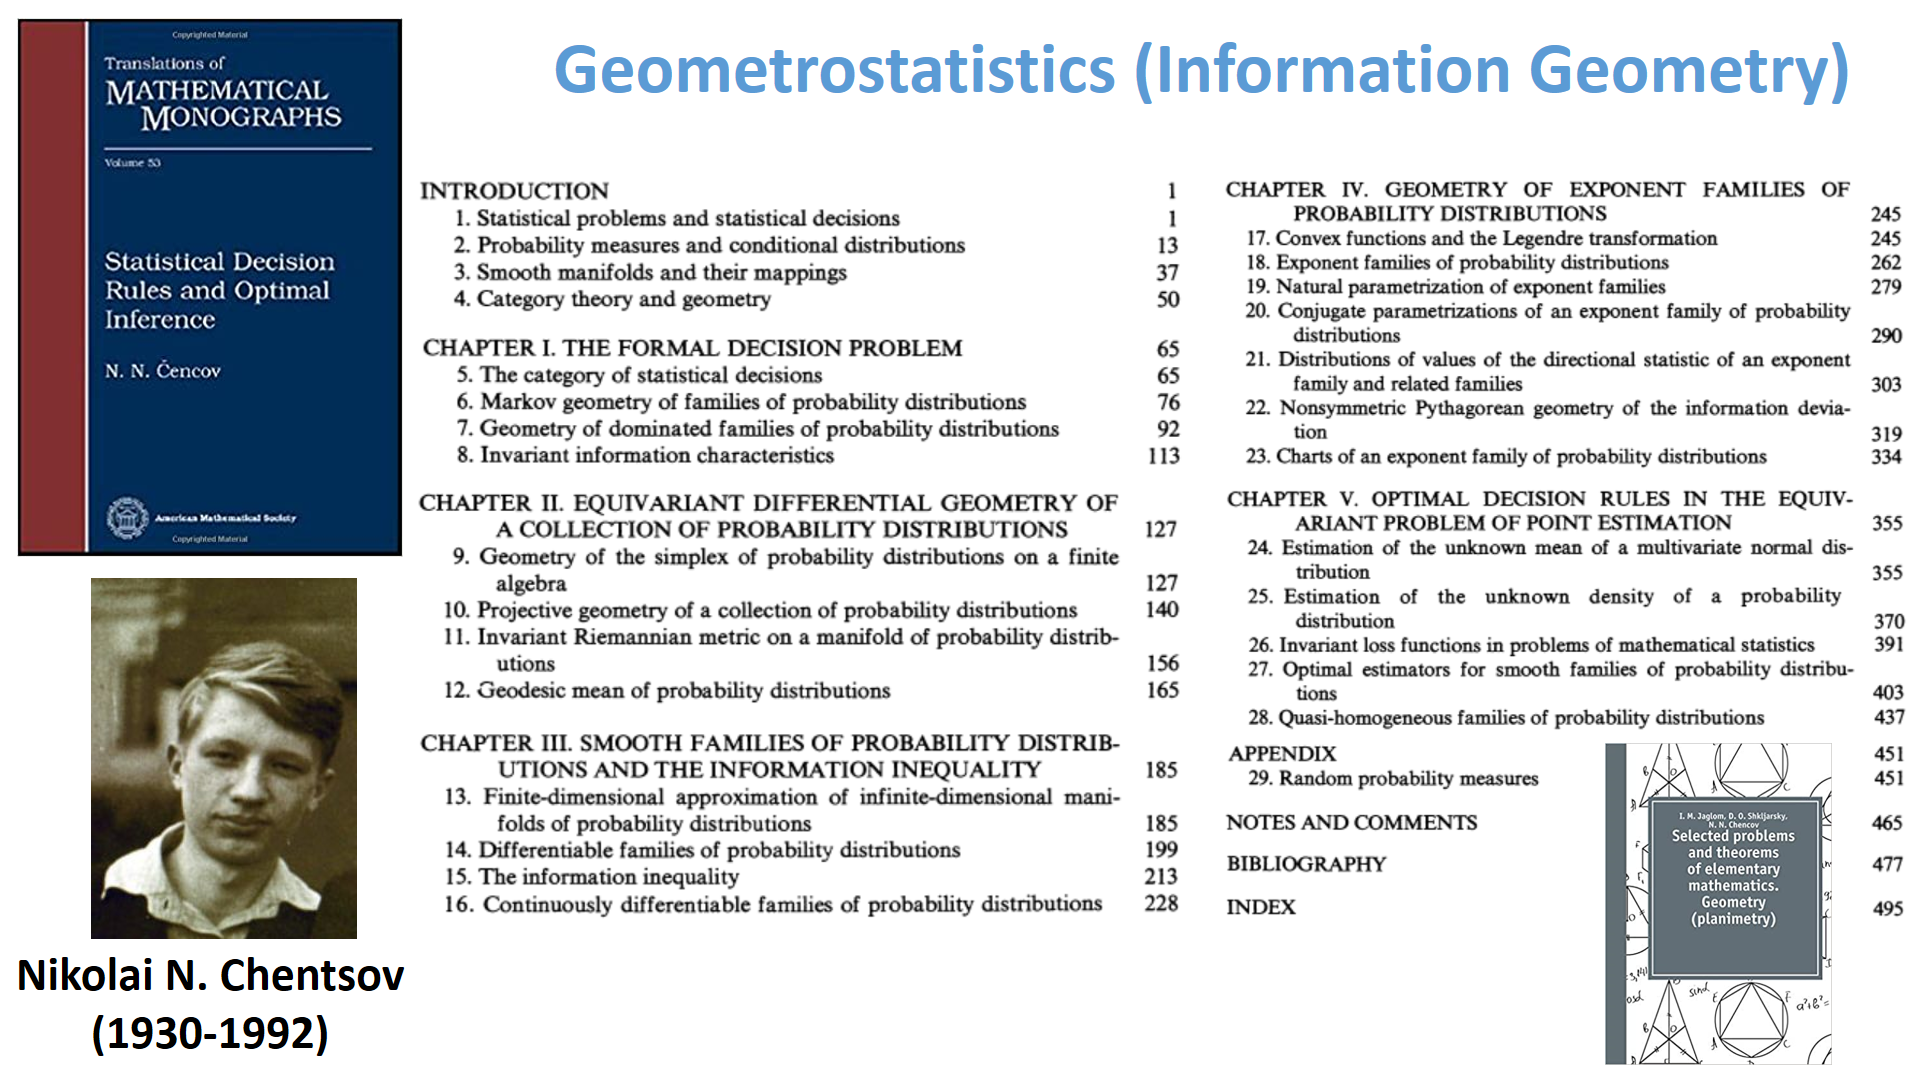 Geometrostatistics (Information Geometry)
Copyrighted Material
Translations of
MATHEMATICAL
MONOGRAPHS
Volume 53
Statistical Decision
Rules and Optimal
Inference
N. N. Čencov
American Mathematical Society
Copyrighted Material
Nikolai N. Chentsov
(1930-1992)
INTRODUCTION 1
1. Statistical problems and statistical decisions 1
2. Probability measures and conditional distributions 13
3. Smooth manifolds and their mappings 37
4. Category theory and geometry 50
CHAPTER I. THE FORMAL DECISION PROBLEM 65
5. The category of statistical decisions 65
6. Markov geometry of families of probability distributions 76
7. Geometry of dominated families of probability distributions 92
8. Invariant information characteristics 113
CHAPTER II. EQUIVARIANT DIFFERENTIAL GEOMETRY OF
A COLLECTION OF PROBABILITY DISTRIBUTIONS 127
9. Geometry of the simplex of probability distributions on a finite
algebra 127
10. Projective geometry of a collection of probability distributions 140
11. Invariant Riemannian metric on a manifold of probability distrib-
utions 156
12. Geodesic mean of probability distributions 165
CHAPTER III. SMOOTH FAMILIES OF PROBABILITY DISTRIB-
UTIONS AND THE INFORMATION INEQUALITY 185
13. Finite-dimensional approximation of infinite-dimensional mani-
folds of probability distributions 185
14. Differentiable families of probability distributions 199
15. The information inequality 213
16. Continuously differentiable families of probability distributions 228
CHAPTER IV. GEOMETRY OF EXPONENT FAMILIES OF
PROBABILITY DISTRIBUTIONS 245
17. Convex functions and the Legendre transformation 245
18. Exponent families of probability distributions 262
19. Natural parametrization of exponent families 279
20. Conjugate parametrizations of an exponent family of probability
distributions 290
21. Distributions of values of the directional statistic of an exponent
family and related families 303
22. Nonsymmetric Pythagorean geometry of the information devia-
tion 319
23. Charts of an exponent family of probability distributions 334
CHAPTER V. OPTIMAL DECISION RULES IN THE EQUIV-
ARIANT PROBLEM OF POINT ESTIMATION 355
24. Estimation of the unknown mean of a multivariate normal dis-
tribution 355
25. Estimation of the unknown density of a probability
distribution 370
26. Invariant loss functions in problems of mathematical statistics 391
27. Optimal estimators for smooth families of probability distribu-
tions 403
28. Quasi-homogeneous families of probability distributions 437
APPENDIX 451
29. Random probability measures 451
NOTES AND COMMENTS 465
BIBLIOGRAPHY 477
INDEX 495
I. M. Jaglom, D. O. Shkljarsky,
N. N. Chencov
Selected problems
and theorems
of elementary
mathematics.
Geometry
(planimetry)